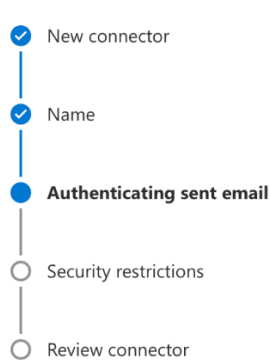 New connector
Name
Authenticating sent email
Security restrictions
Review connector